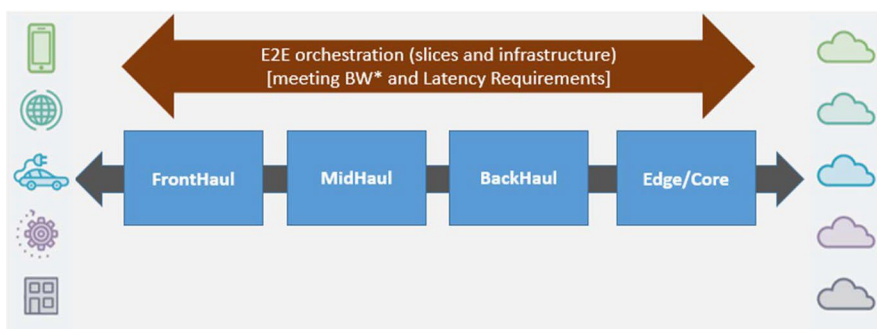 E2E orchestration (slices and infrastructure)
[meeting BW* and Latency Requirements]
FrontHaul
MidHaul
BackHaul
Edge/Core